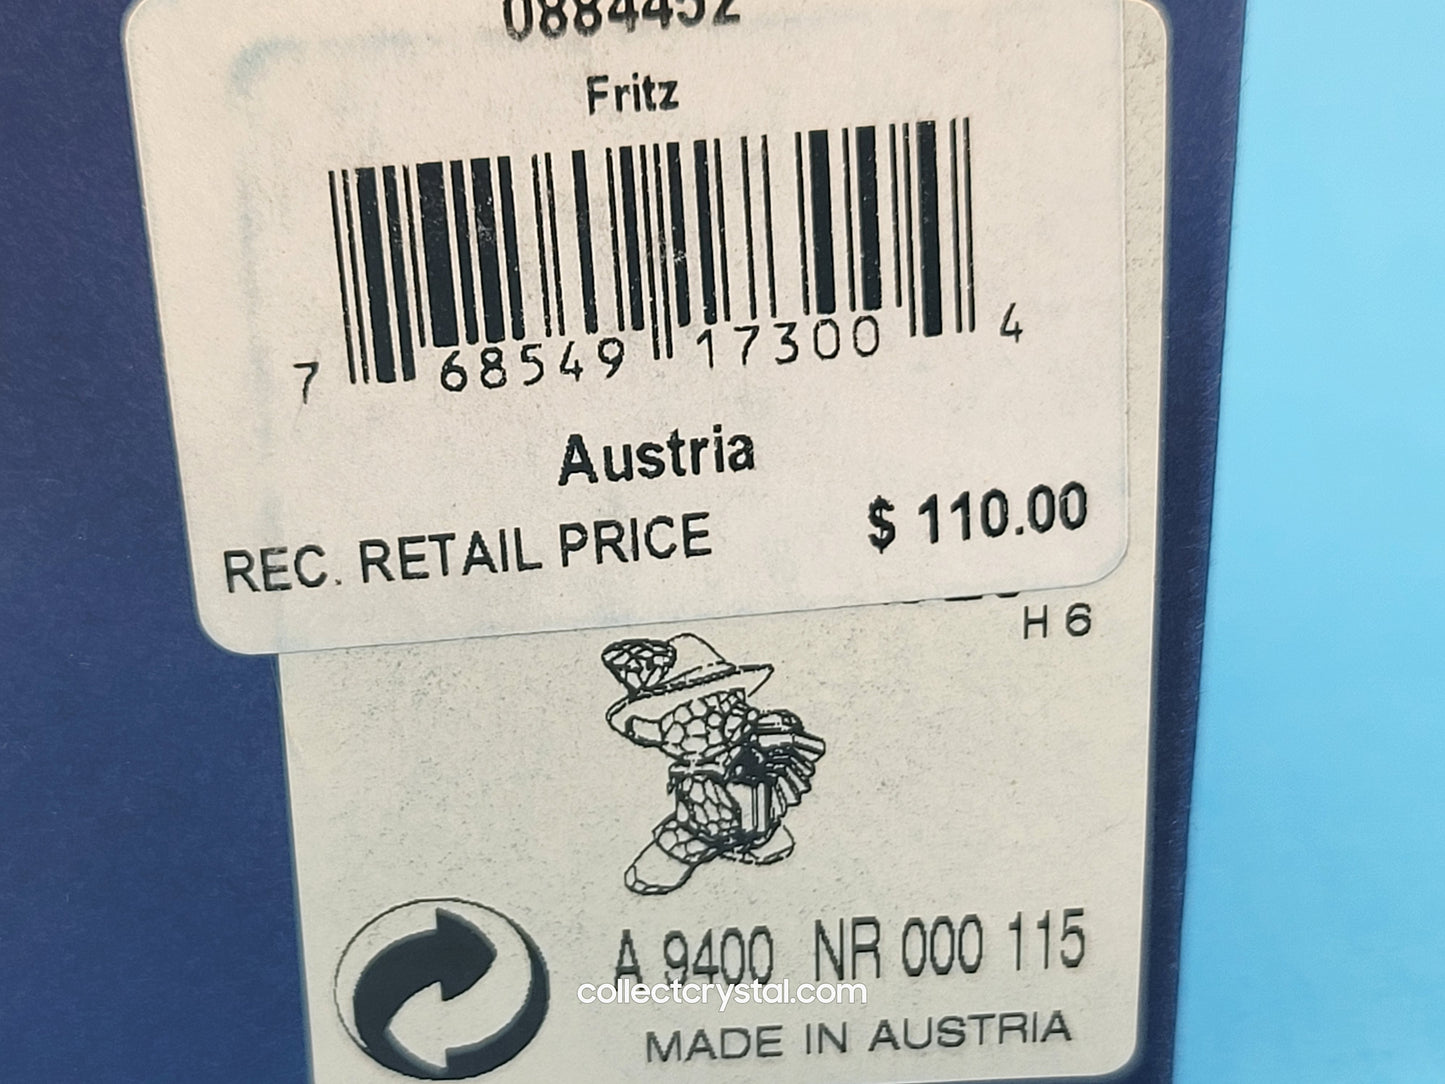 0884452
Fritz
7 68549 17300 4
Austria
REC. RETAIL PRICE $ 110.00
H 6
A 9400 NR 000 115
collectcrystal.com
MADE IN AUSTRIA